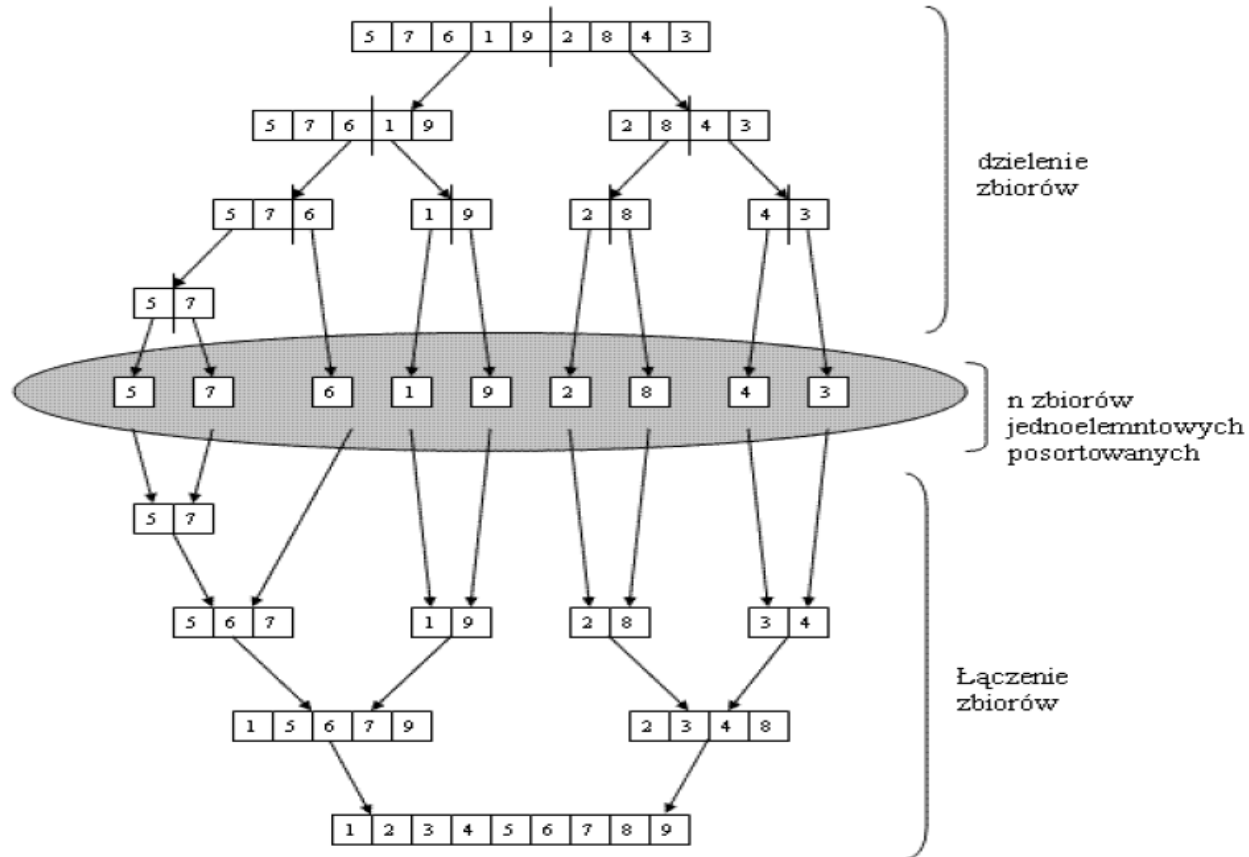 5 7 6 1 9 2 8 4 3
5 7 6 1 9 2 8 4 3
dzielenie
zbiorów
5 7 6 1 9 2 8 4 3
5 7
5 7 6 1 9 2 8 4 3
n zbiorów
jednoelemntowych
posortowanych
5 7
5 6 7 1 9 2 8 3 4
Łączenie
zbiorów
1 5 6 7 9 2 3 4 8
1 2 3 4 5 6 7 8 9